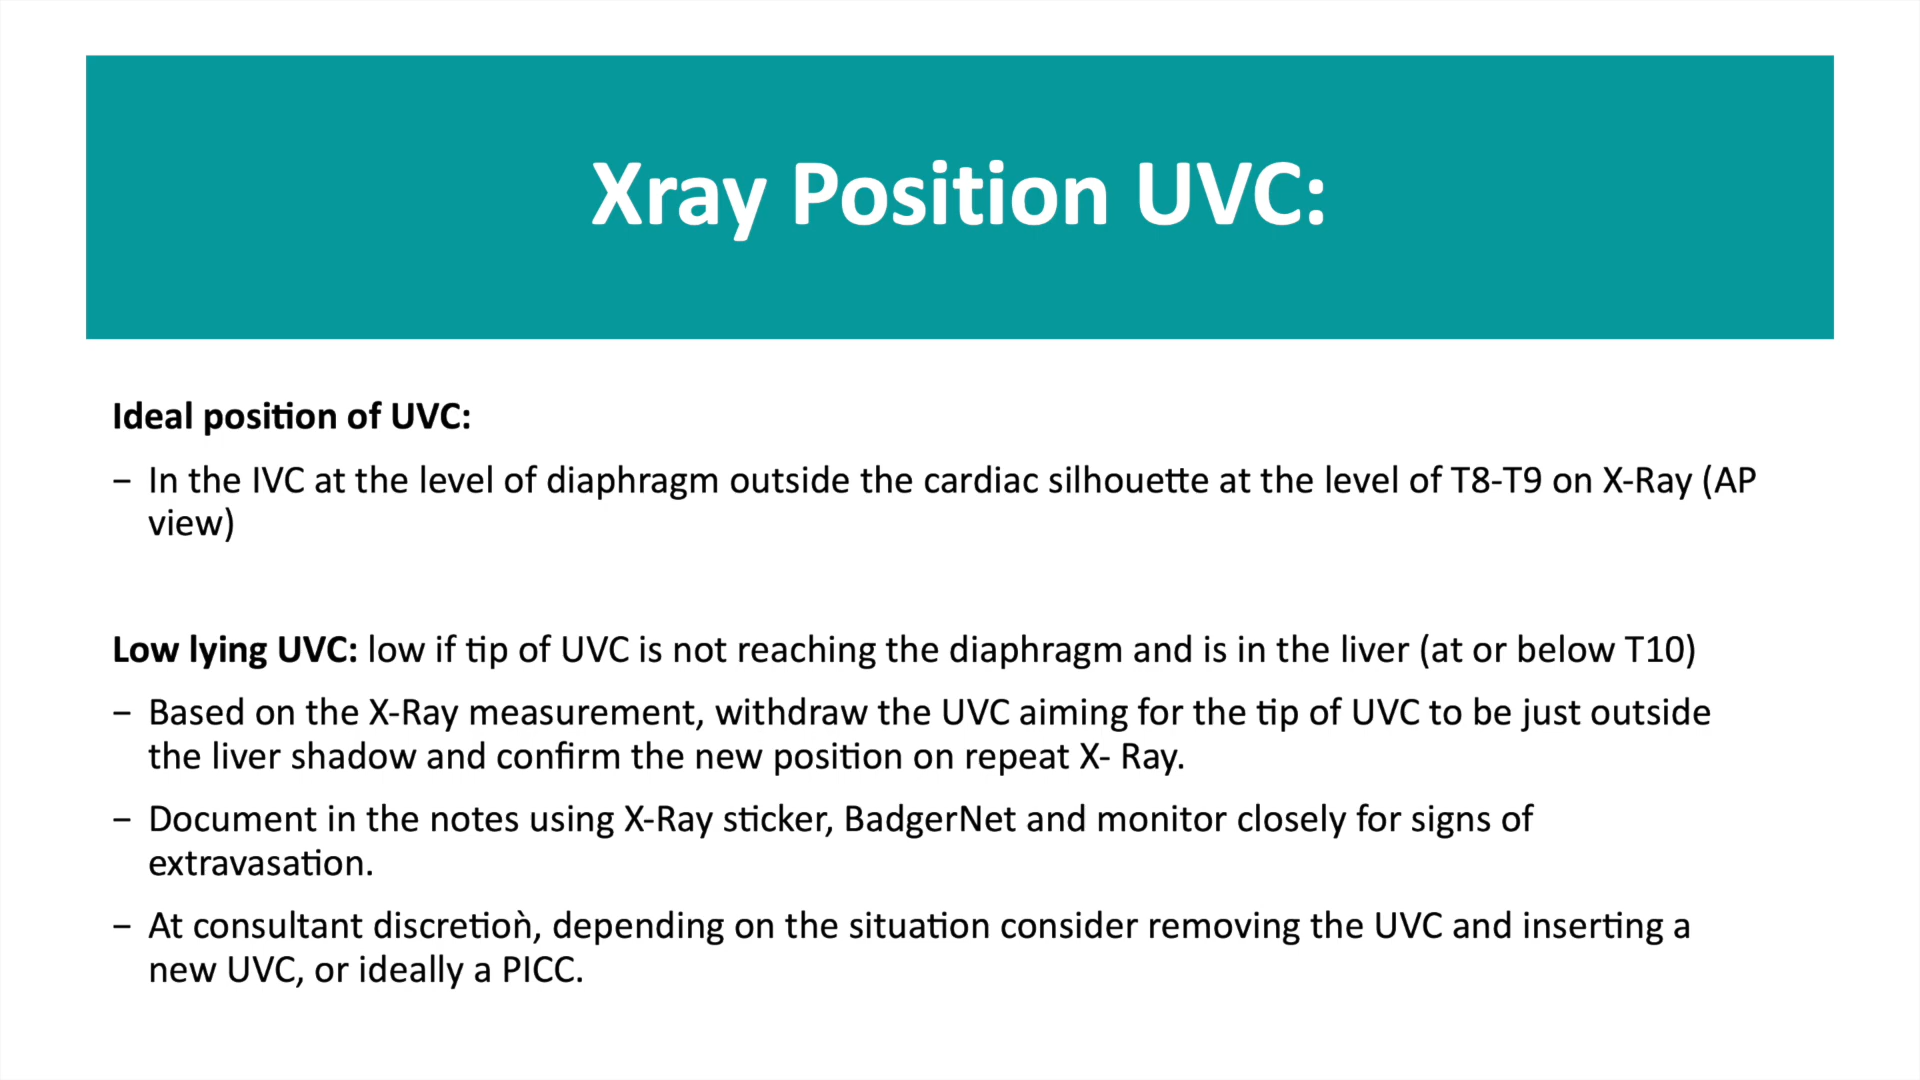 Xray Position UVC:
Ideal position of UVC:
– In the IVC at the level of diaphragm outside the cardiac silhouette at the level of T8-T9 on X-Ray (AP
view)
Low lying UVC: low if tip of UVC is not reaching the diaphragm and is in the liver (at or below T10)
– Based on the X-Ray measurement, withdraw the UVC aiming for the tip of UVC to be just outside
the liver shadow and confirm the new position on repeat X- Ray.
– Document in the notes using X-Ray sticker, BadgerNet and monitor closely for signs of
extravasation.
– At consultant discretioǹ, depending on the situation consider removing the UVC and inserting a
new UVC, or ideally a PICC.